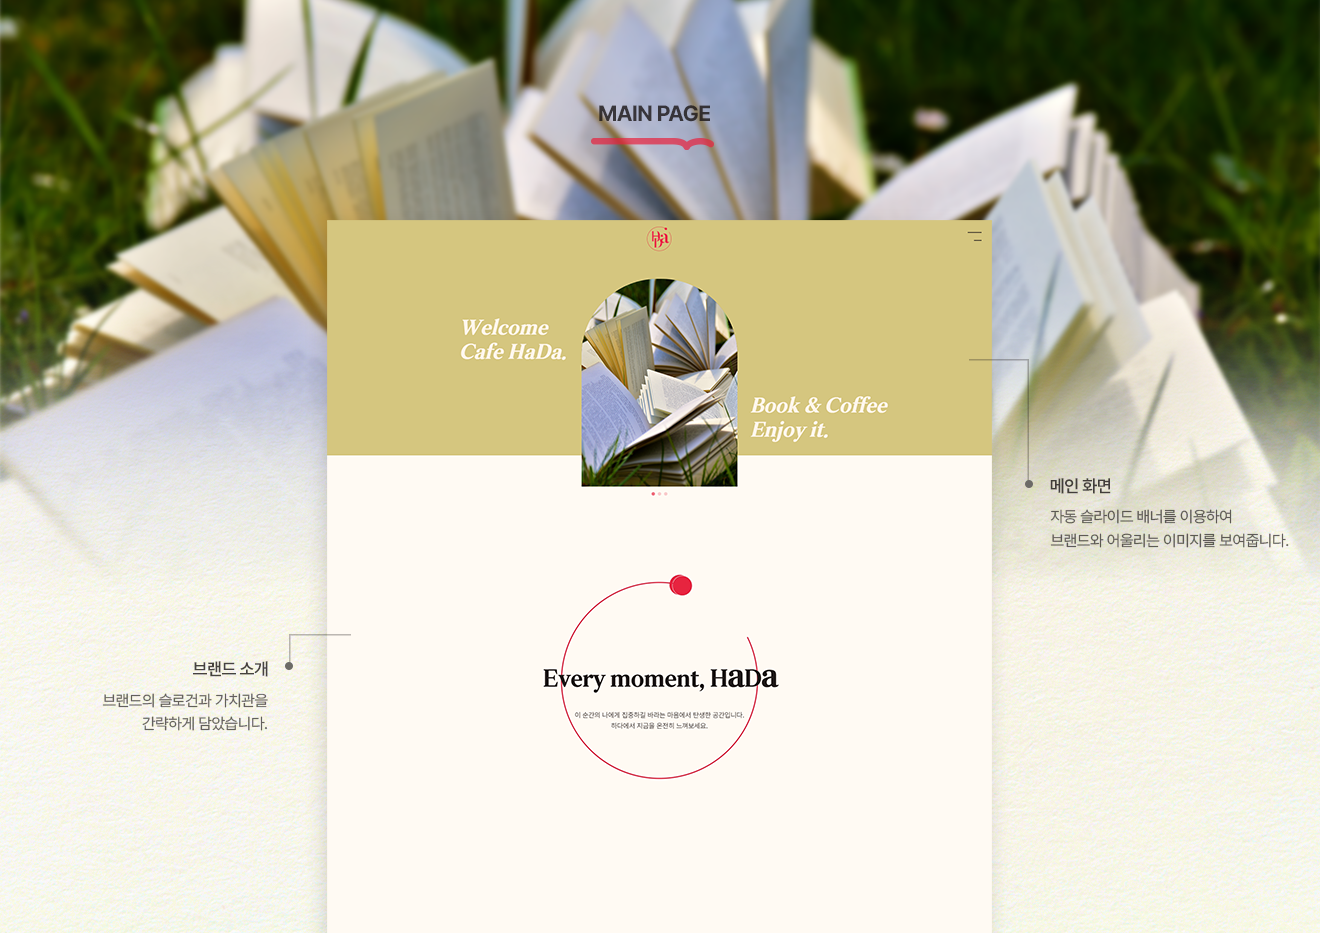 MAIN PAGE
HaDa
Welcome
Cafe HaDa.
Book & Coffee
Enjoy it.
메인 화면
자동 슬라이드 배너를 이용하여
브랜드와 어울리는 이미지를 보여줍니다.
브랜드 소개
브랜드의 슬로건과 가치관을
간략하게 담았습니다.
Every moment, HaDa
이 순간의 나에게 집중하길 바라는 마음에서 탄생한 공간입니다.
하다에서 지금을 온전히 느껴보세요.